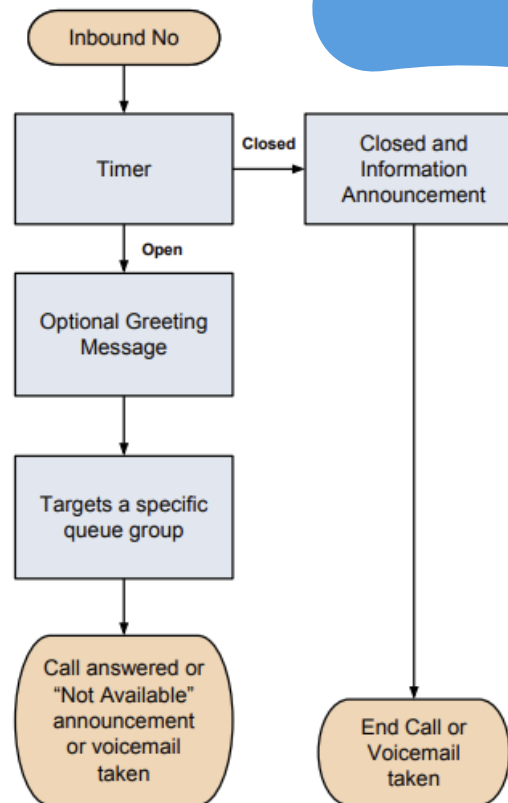 Inbound No
Timer
Closed
Closed and
Information
Announcement
Open
Optional Greeting
Message
Targets a specific
queue group
Call answered or
“Not Available”
announcement
or voicemail
taken
End Call or
Voicemail
taken